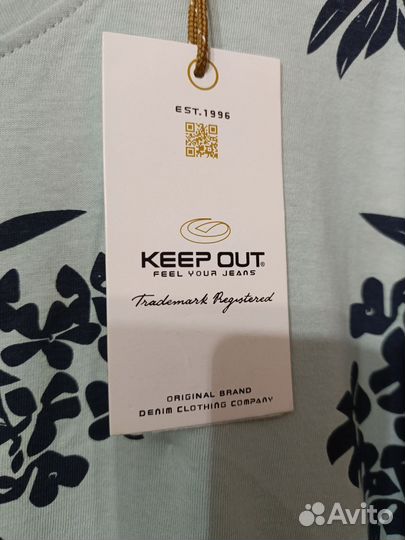 EST.1996
KEEP OUT®
FEEL YOUR JEANS
Trademark Registered
ORIGINAL BRAND
DENIM CLOTHING COMPANY
Avito